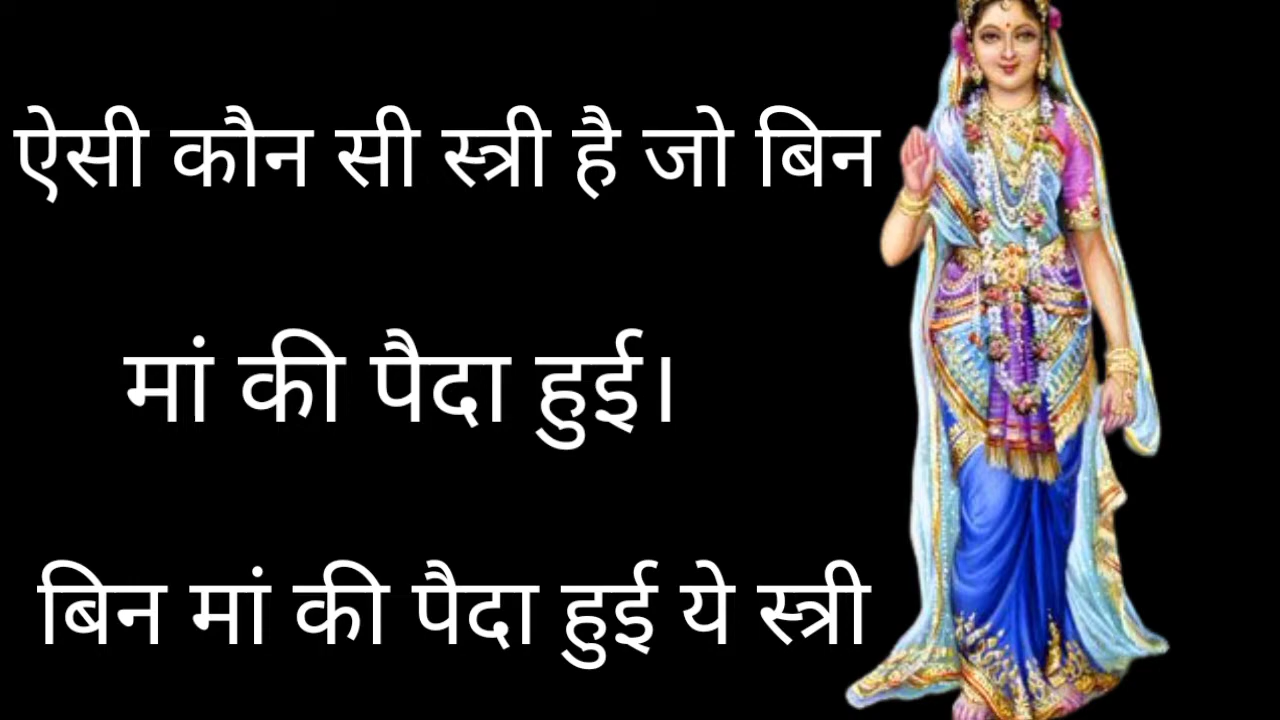 ऐसी कौन सी स्त्री है जो बिन
मां की पैदा हुई।
बिन मां की पैदा हुई ये स्त्री